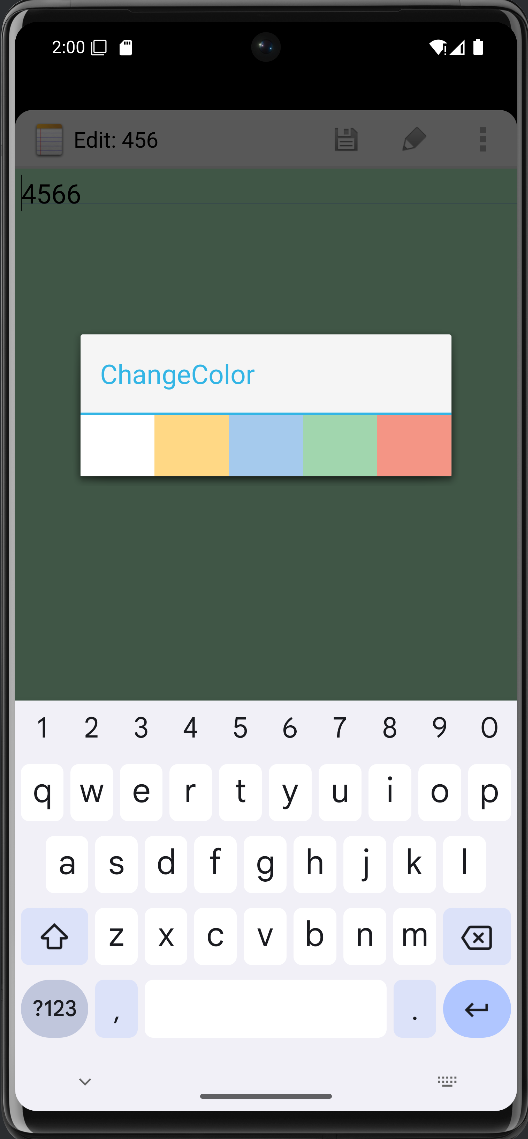 2:00
Edit: 456
4566
ChangeColor
1 2 3 4 5 6 7 8 9 0
q w e r t y u i o p
a s d f g h j k l
z x c v b n m
?123 , .